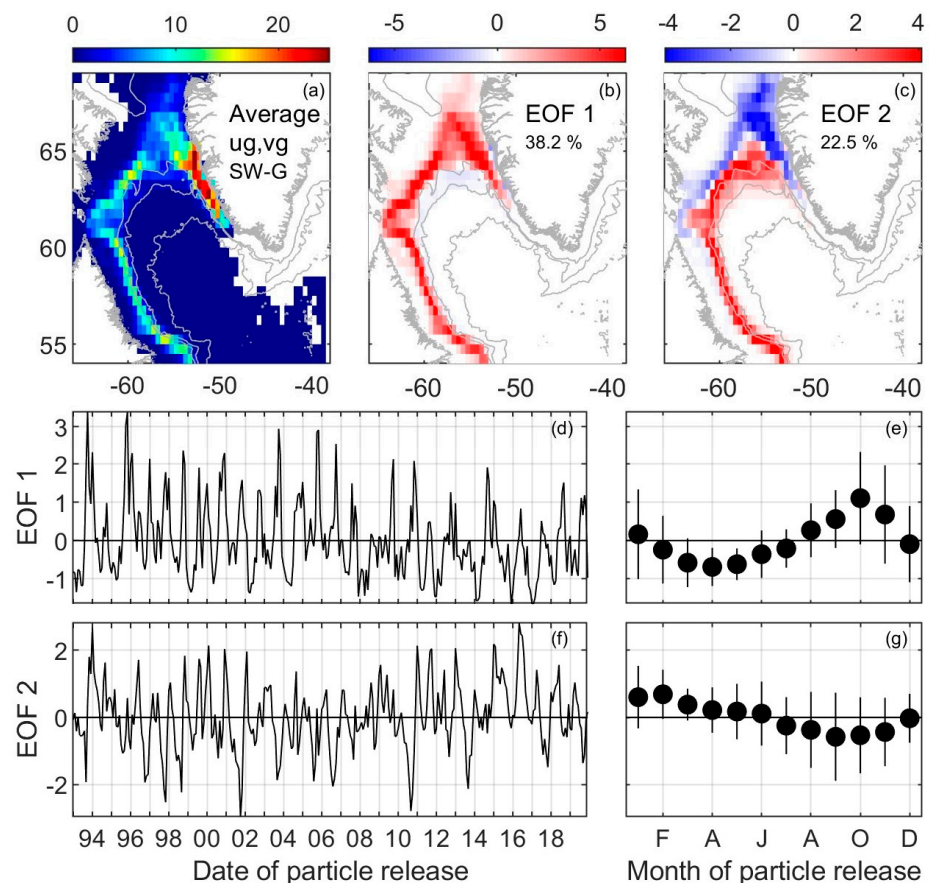 0 10 20 -5 0 5 -4 -2 0 2 4
(a) (b) (c)
Average EOF 1 EOF 2
ug,vg 38.2 % 22.5 %
SW-G
65
60
55
-60 -50 -60 -50 -40 -60 -50 -40
(d) (e)
EOF 1
3
2
1
0
-1
(f) (g)
EOF 2
2
0
-2
94 96 98 00 02 04 06 08 10 12 14 16 18 F A J A O D
Date of particle release Month of particle release